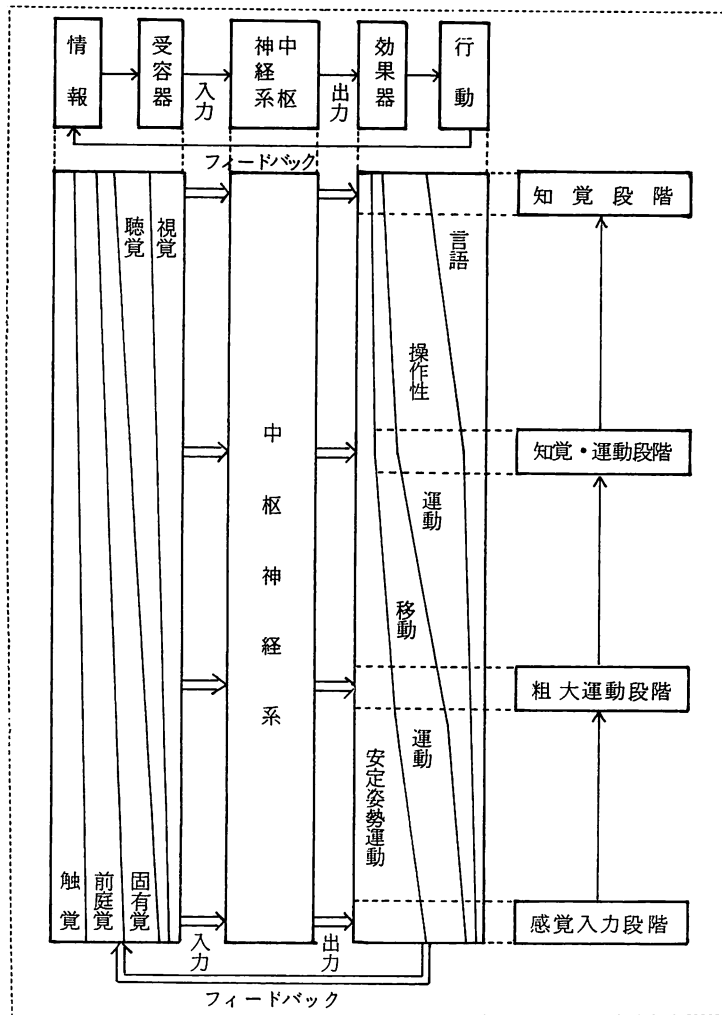 情報
受容器
入力
中枢神経系
出力
効果器
行動
フィードバック
聴覚
視覚
触覚
前庭覚
固有覚
入力
中枢神経系
出力
言語
操作性
運動
移動
運動
安定姿勢運動
知覚段階
知覚・運動段階
粗大運動段階
感覚入力段階
フィードバック